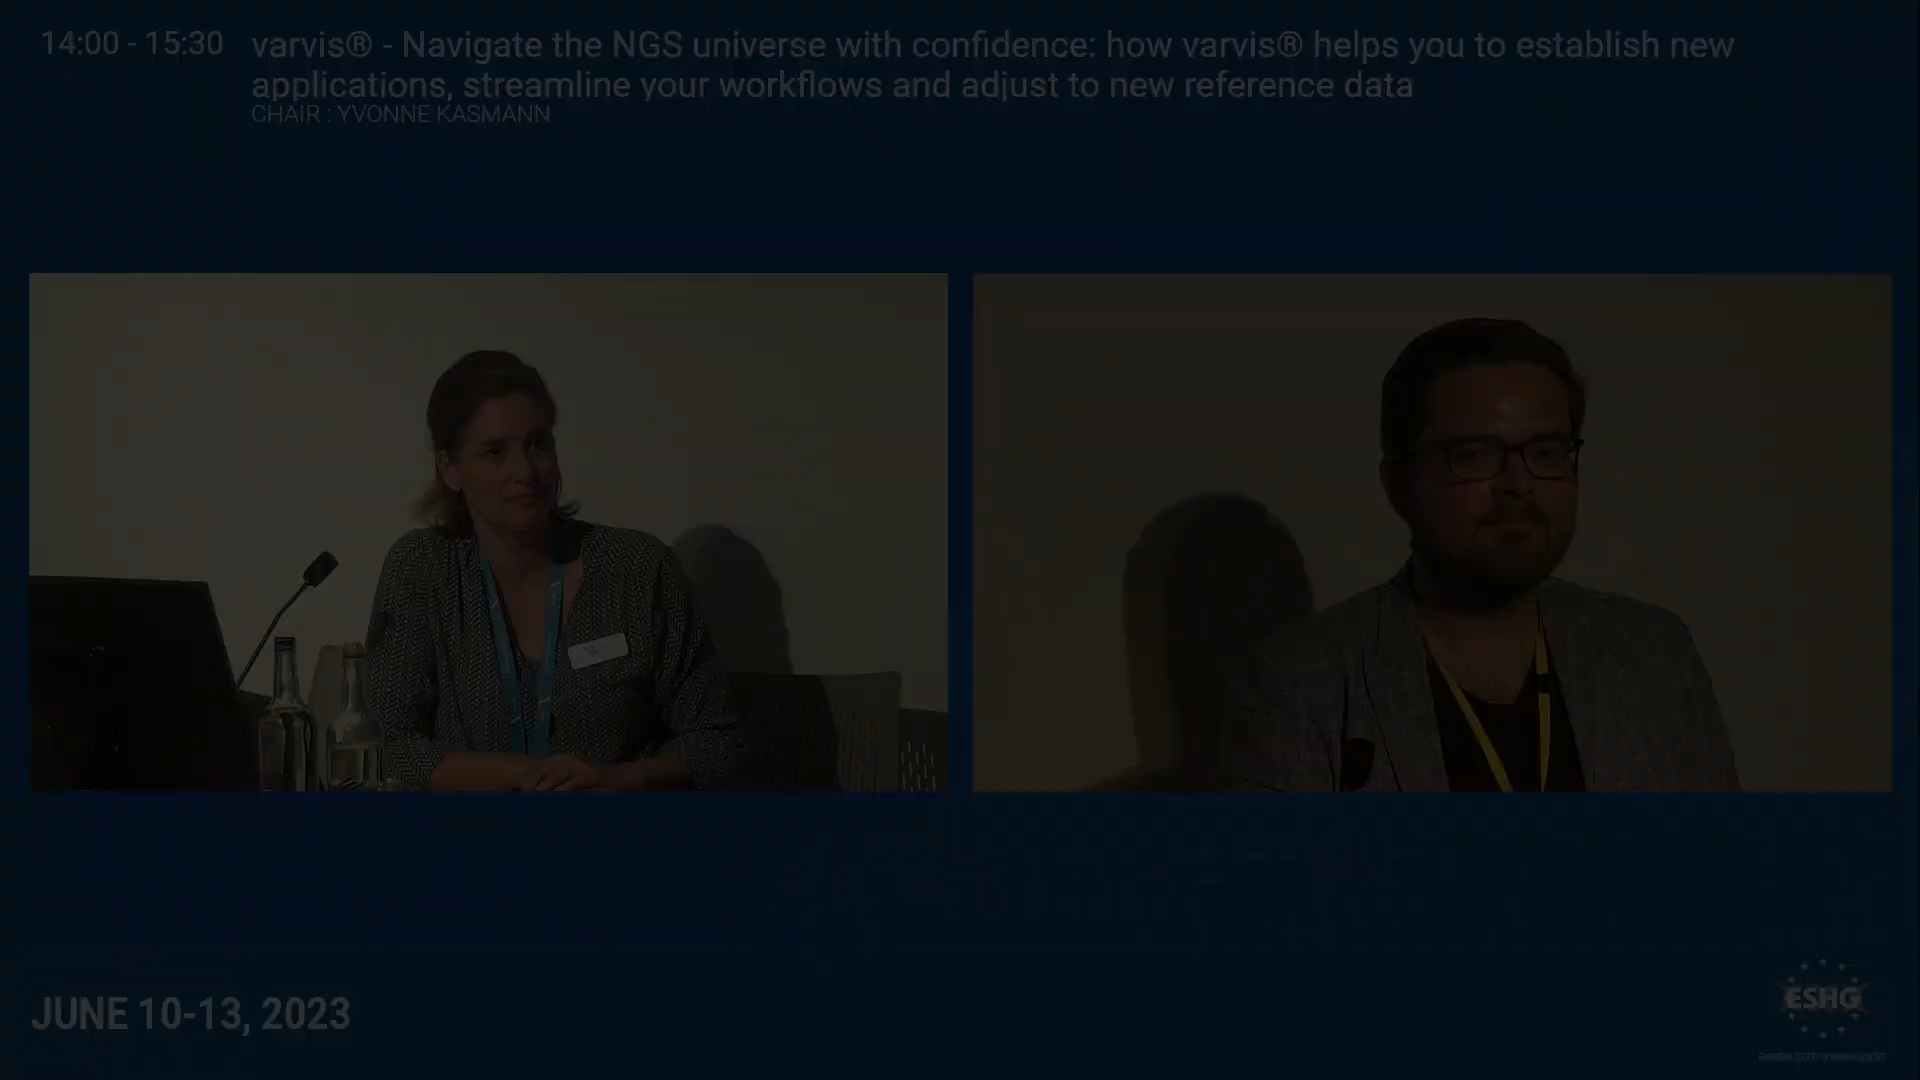 14:00 - 15:30
varvis® - Navigate the NGS universe with confidence: how varvis® helps you to establish new
applications, streamline your workflows and adjust to new reference data
CHAIR : YVONNE KASMANN
JUNE 10-13, 2023
ESHG